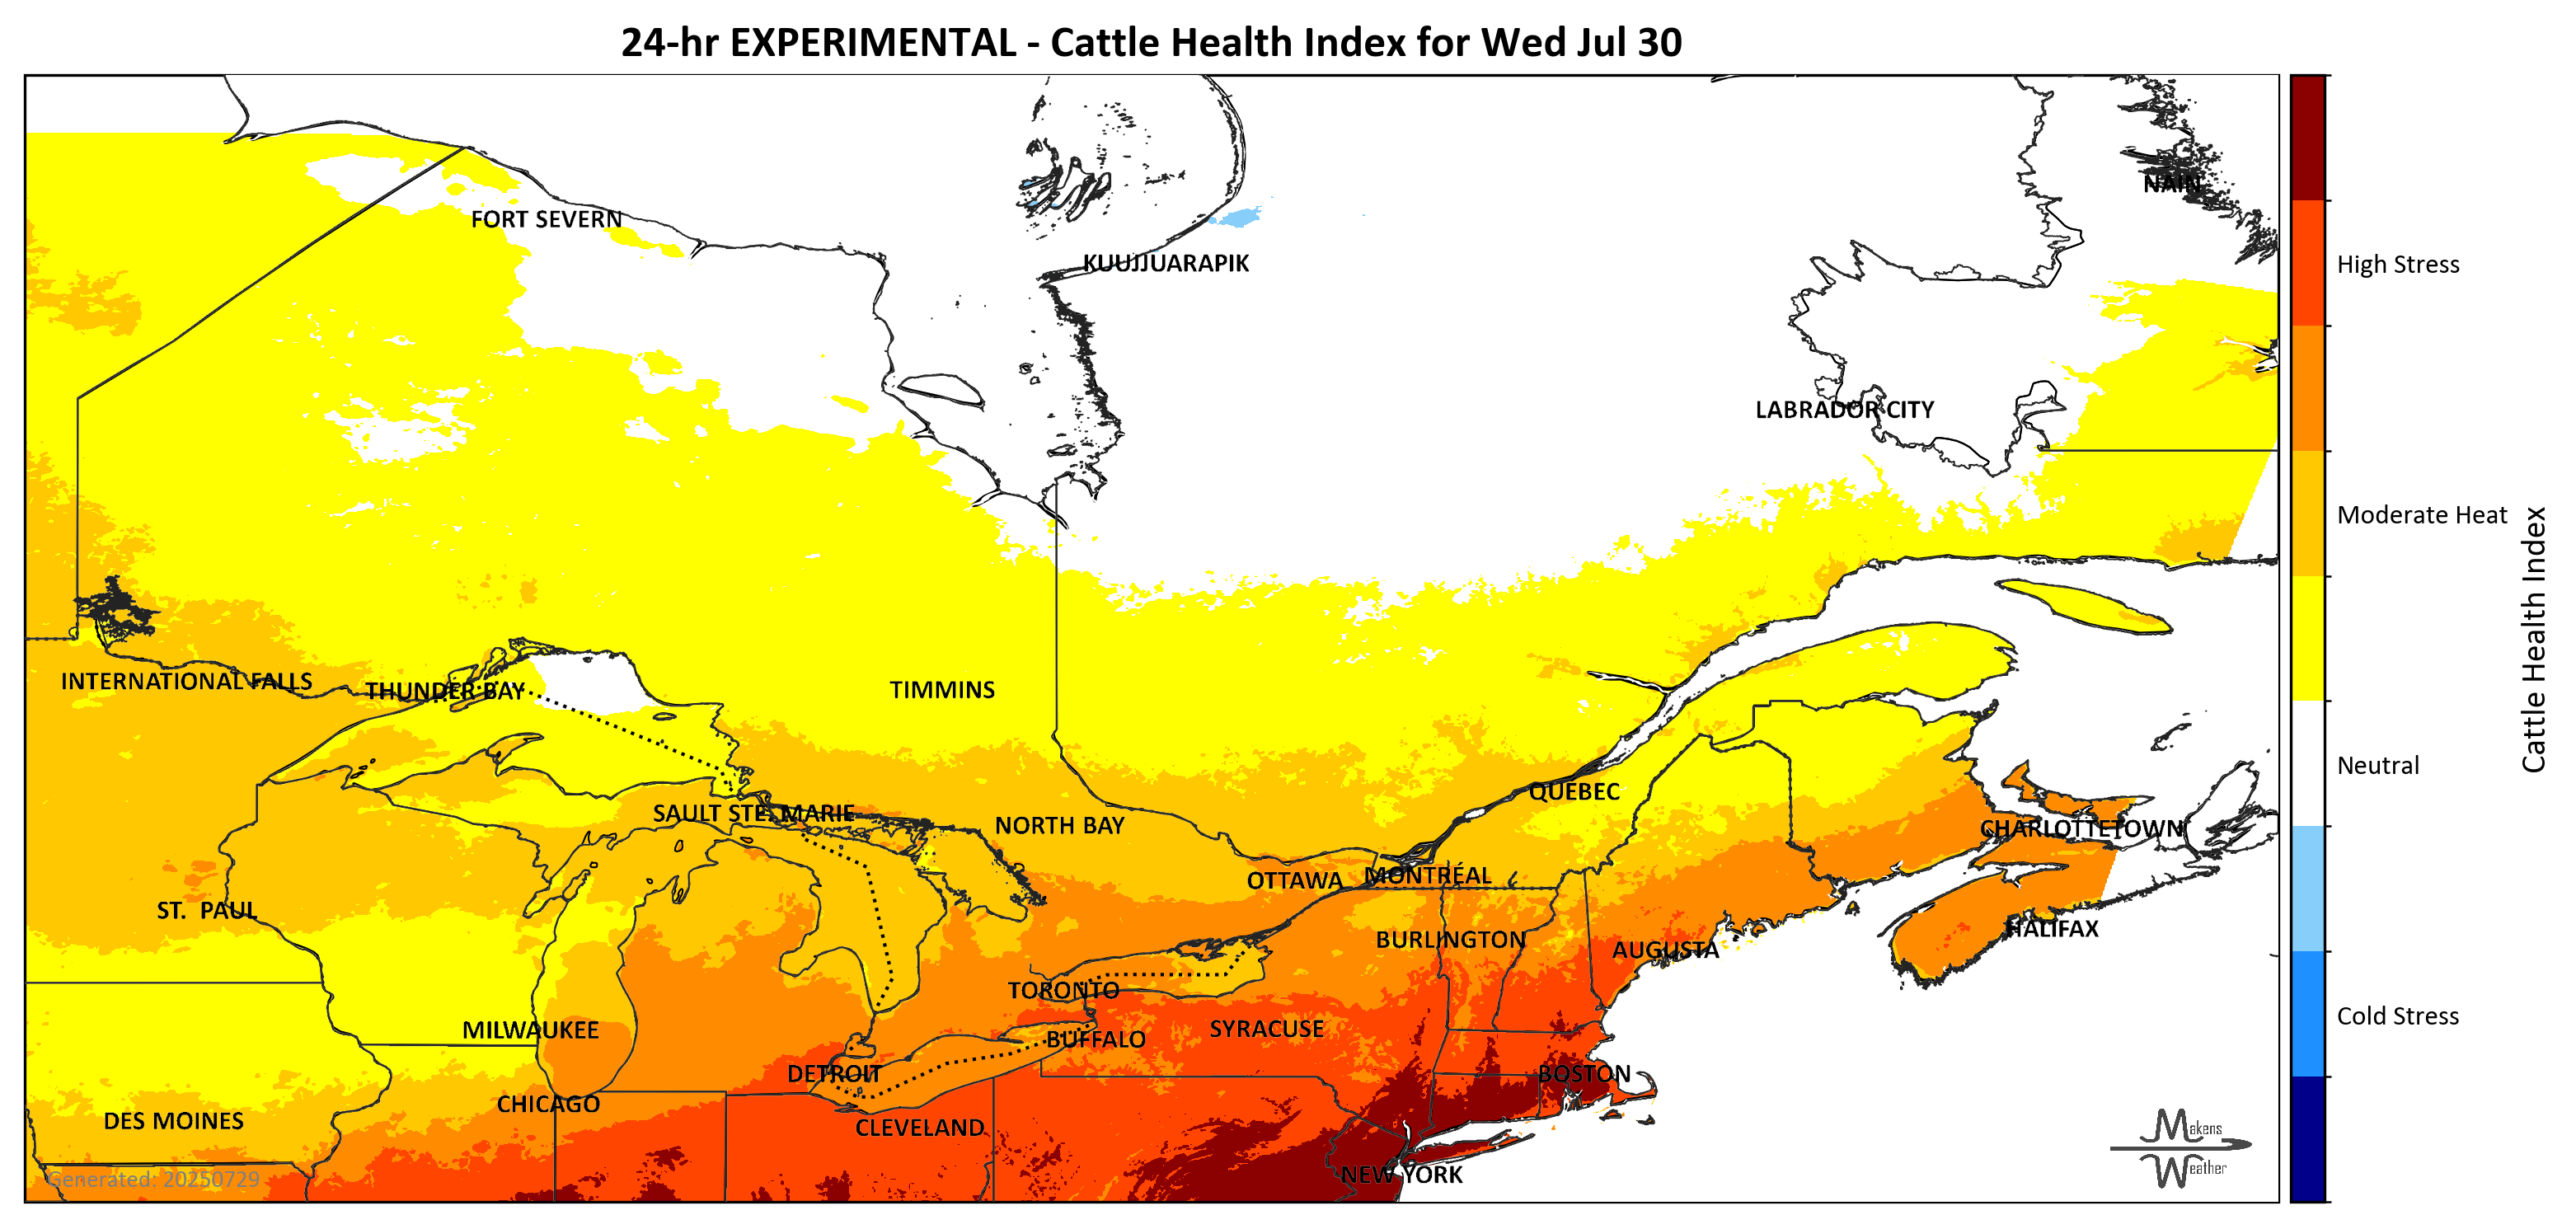 24-hr EXPERIMENTAL - Cattle Health Index for Wed Jul 30
NAIN
FORT SEVERN
KUUJJUARAPIK
High Stress
LABRADOR CITY
Moderate Heat
Cattle Health Index
INTERNATIONAL FALLS
THUNDER BAY
TIMMINS
Neutral
QUEBEC
SAULT STE. MARIE
NORTH BAY
CHARLOTTETOWN
OTTAWA
MONTRÉAL
ST. PAUL
HALIFAX
BURLINGTON
AUGUSTA
TORONTO
Cold Stress
MILWAUKEE
SYRACUSE
BUFFALO
DETROIT
BOSTON
CHICAGO
DES MOINES
CLEVELAND
Makens
Weather
NEW YORK
Generated: 20250729